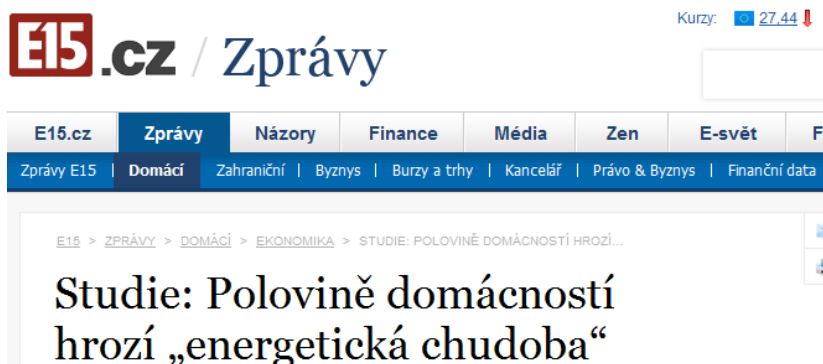 E15.cz / Zprávy
Kurzy: 27,44
E15.cz Zprávy Názory Finance Média Zen E-svět F
Zprávy E15 | Domácí Zahraniční | Byznys | Burzy a trhy | Kancelář | Právo & Byznys | Finanční data
E15 > ZPRÁVY > DOMÁCÍ > EKONOMIKA > STUDIE: POLOVINĚ DOMÁCNOSTÍ HROZÍ...
Studie: Polovině domácností
hrozí „energetická chudoba“